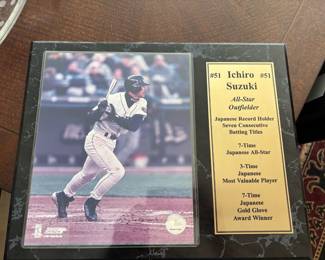 #51 Ichiro #51
Suzuki
All-Star
Outfielder
Japanese Record Holder
Seven Consecutive
Batting Titles
7-Time
Japanese All-Star
3-Time
Japanese
Most Valuable Player
7-Time
Japanese
Gold Glove
Award Winner